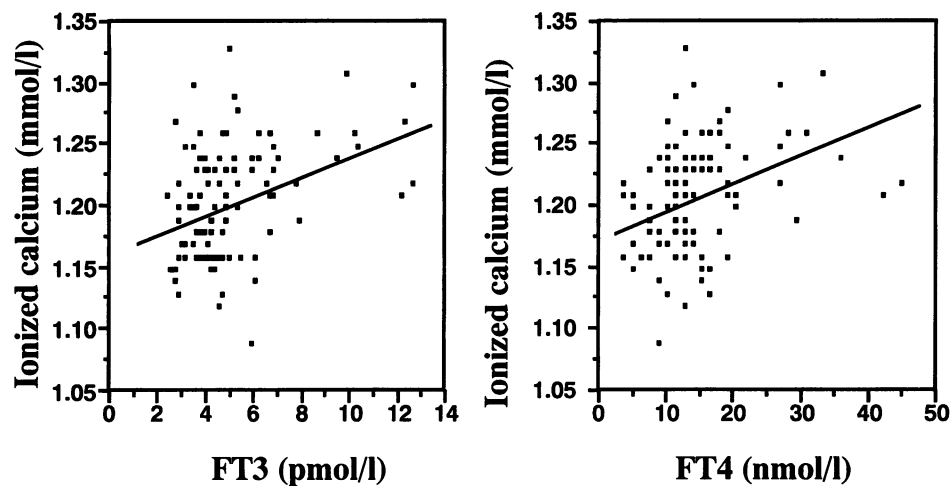 Ionized calcium (mmol/l)
1.35
1.30
1.25
1.20
1.15
1.10
1.05
0 2 4 6 8 10 12 14
FT3 (pmol/l)
Ionized calcium (mmol/l)
1.35
1.30
1.25
1.20
1.15
1.10
1.05
0 10 20 30 40 50
FT4 (nmol/l)